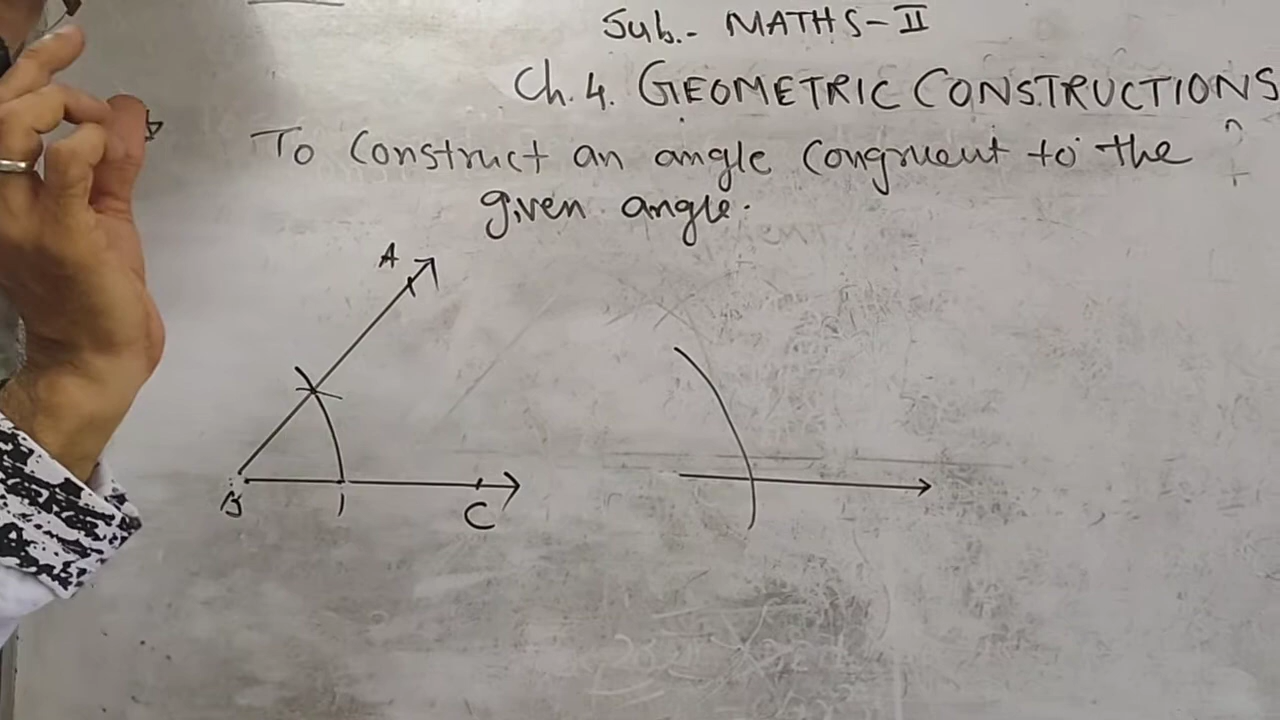 Sub.- MATHS-II
Ch.4. GEOMETRIC CONSTRUCTIONS
To Construct an angle Congruent to the
given angle.
A
B
C